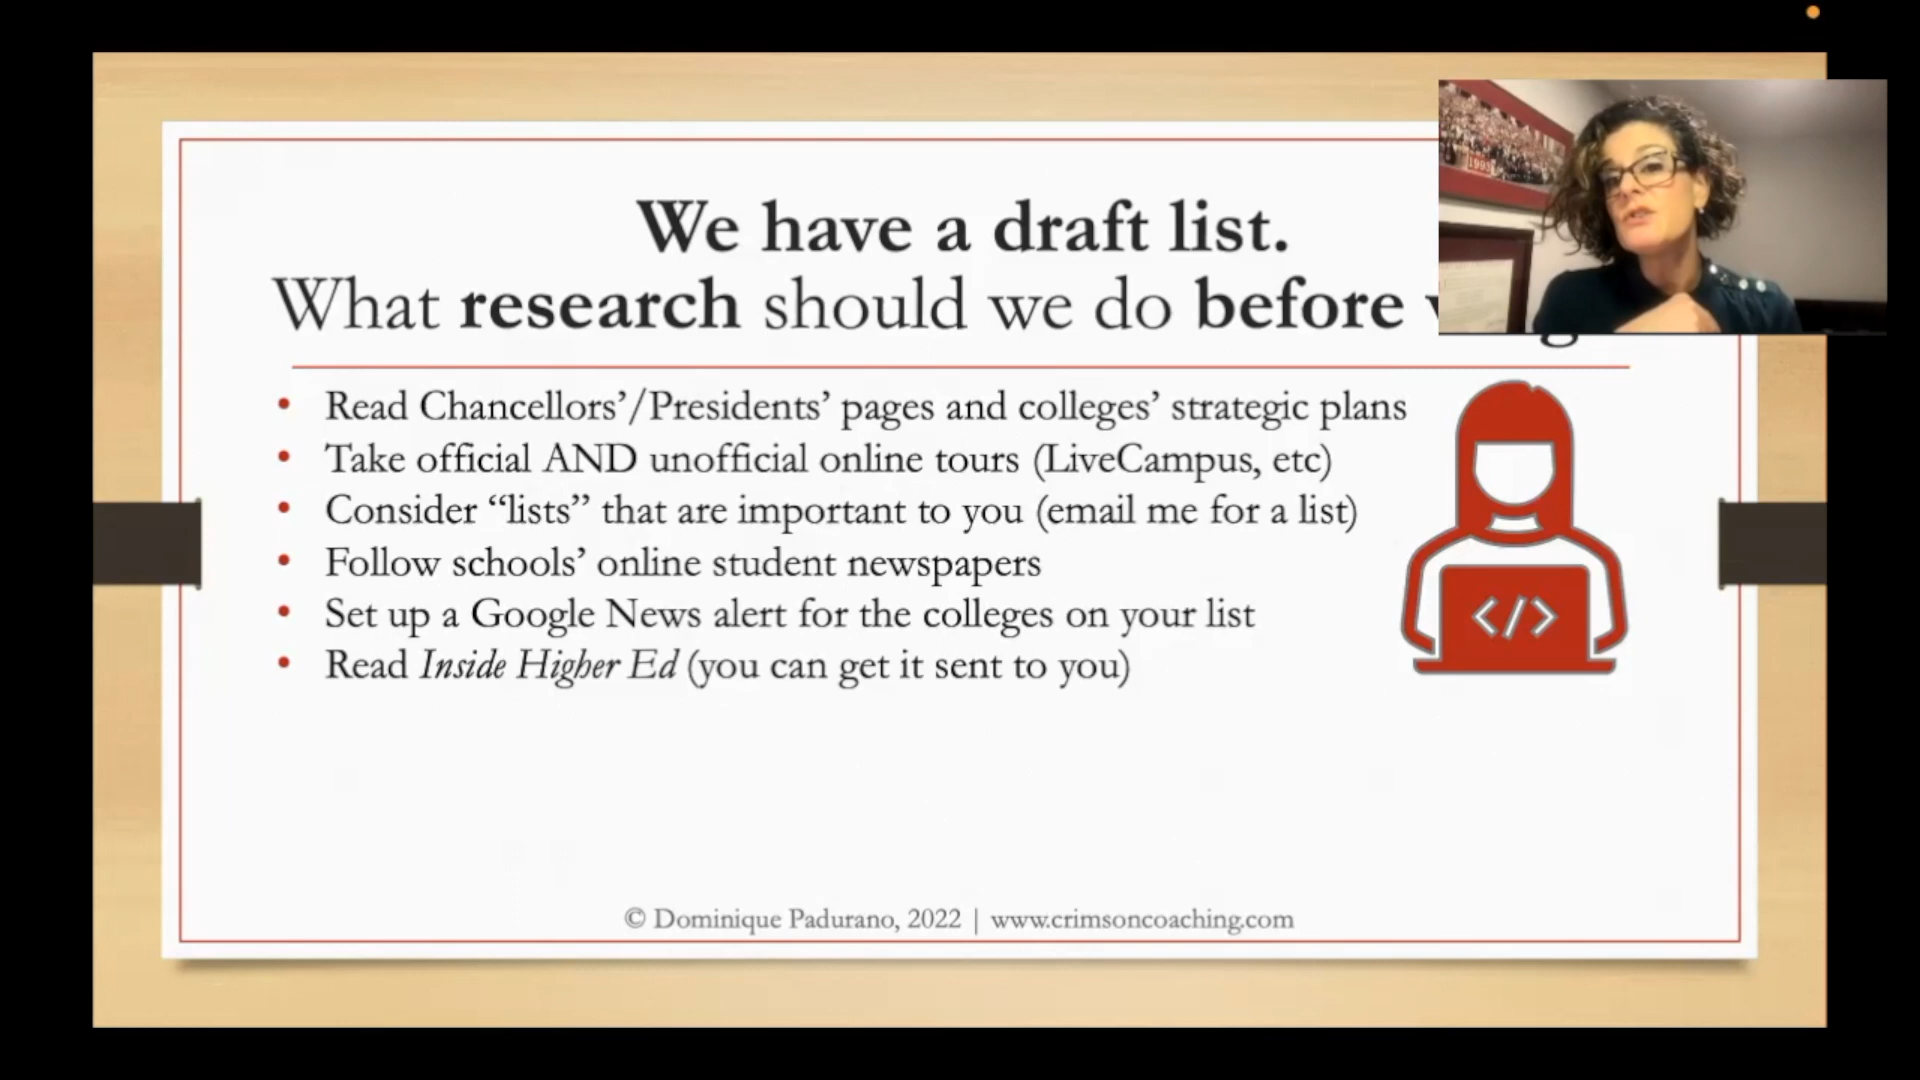 We have a draft list.
What research should we do before
• Read Chancellors’/Presidents’ pages and colleges’ strategic plans
• Take official AND unofficial online tours (LiveCampus, etc)
• Consider “lists” that are important to you (email me for a list)
• Follow schools’ online student newspapers
• Set up a Google News alert for the colleges on your list
• Read Inside Higher Ed (you can get it sent to you)
</>
© Dominique Padurano, 2022 | www.crimsoncoaching.com
1993